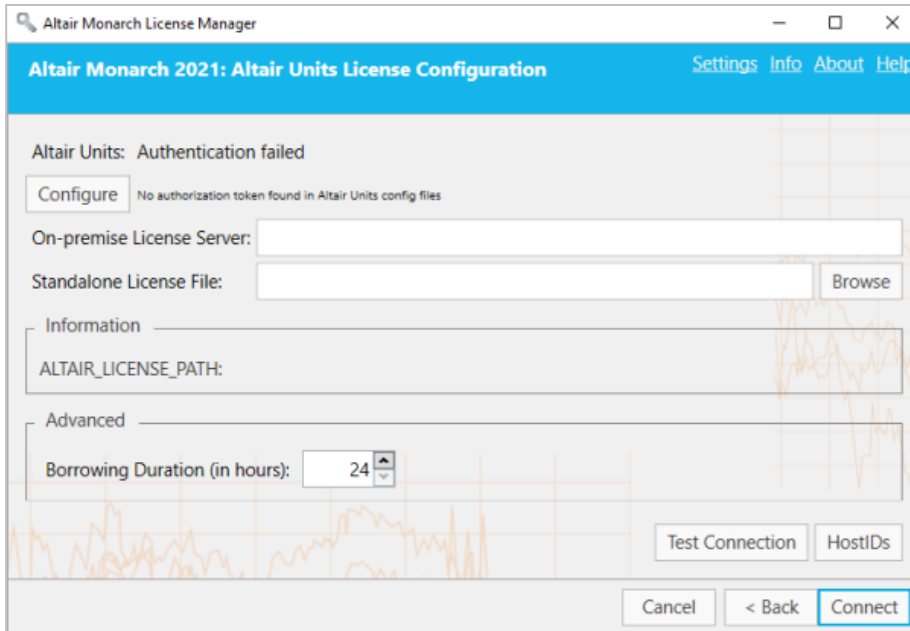 Altair Monarch License Manager
Altair Monarch 2021: Altair Units License Configuration
Settings Info About Help
Altair Units: Authentication failed
Configure No authorization token found in Altair Units config files
On-premise License Server:
Standalone License File: Browse
Information
ALTAIR_LICENSE_PATH:
Advanced
Borrowing Duration (in hours): 24
Test Connection HostIDs
Cancel < Back Connect